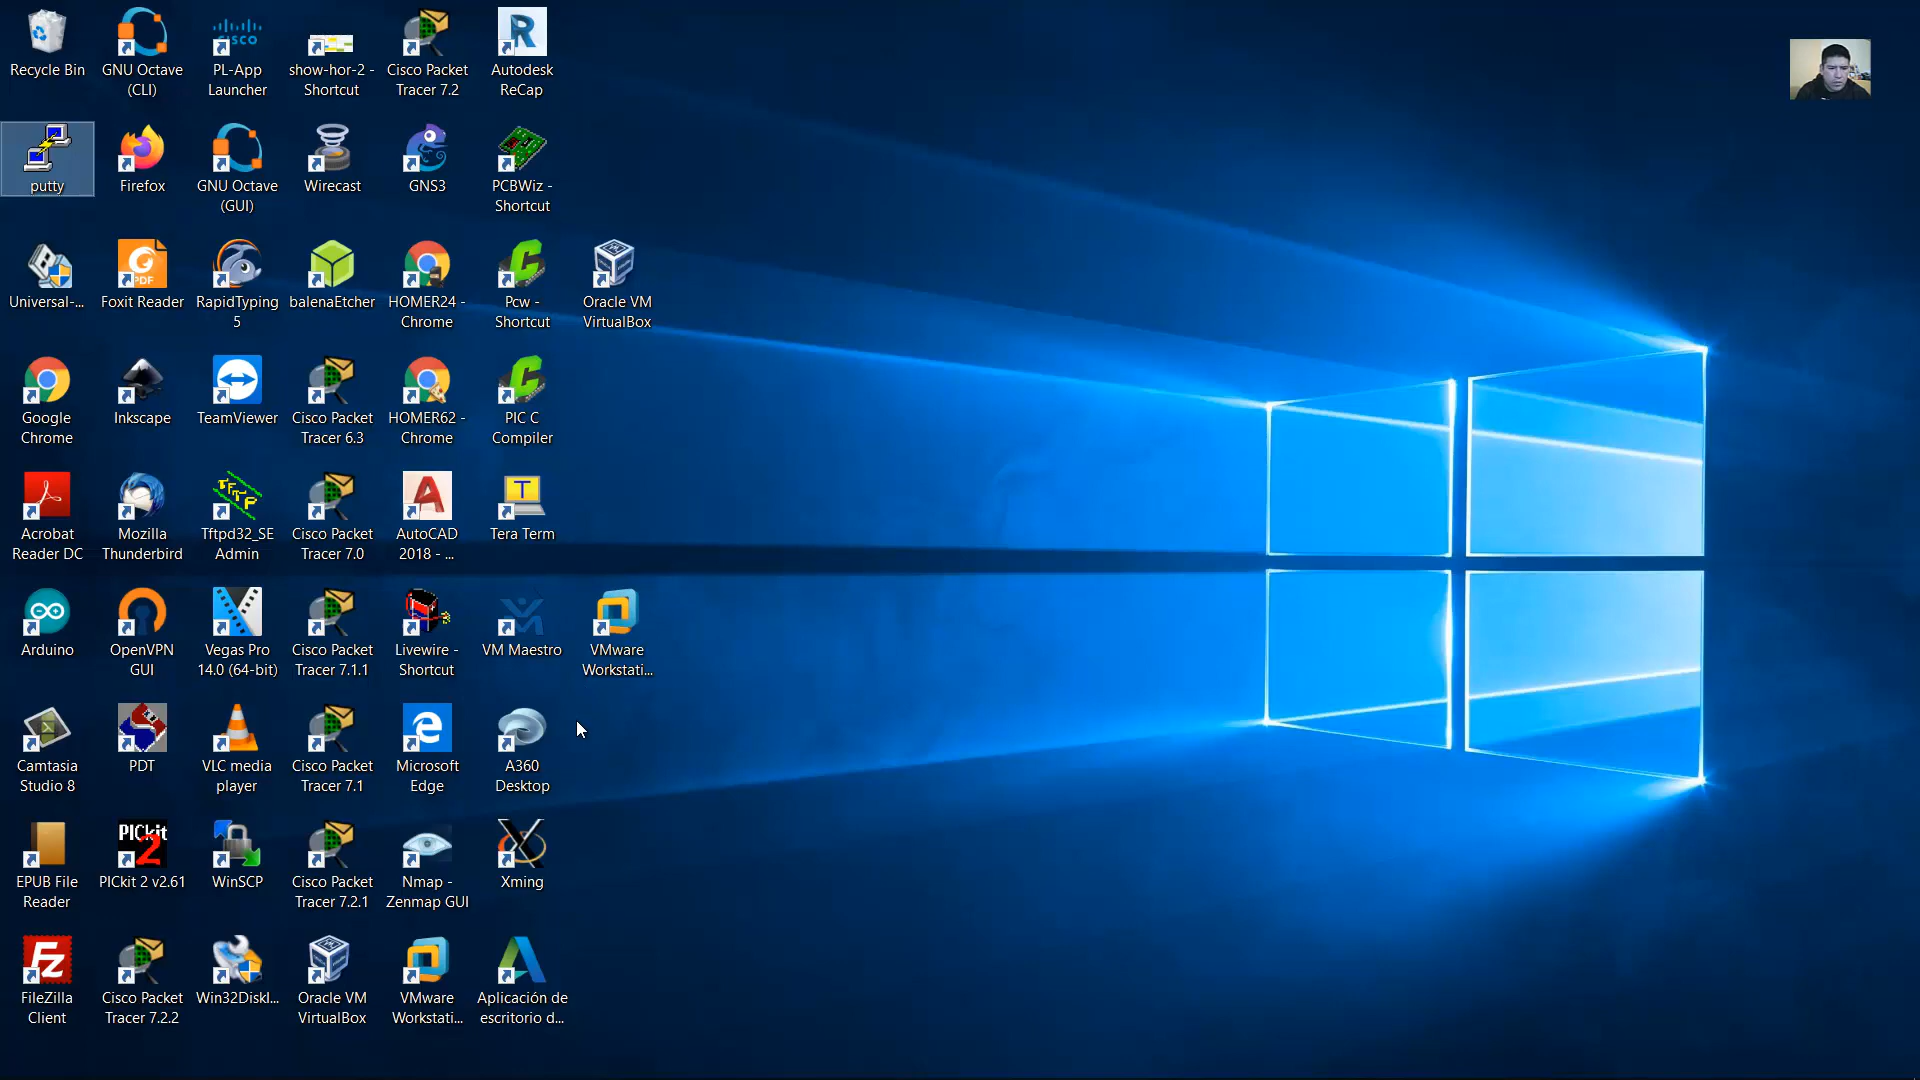 Recycle Bin
GNU Octave
(CLI)
CISCO
PL-App
Launcher
show-hor-2 -
Shortcut
Cisco Packet
Tracer 7.2
R
Autodesk
ReCap
putty
Firefox
GNU Octave
(GUI)
Wirecast
GNS3
PCBWiz -
Shortcut
Universal-...
PDF
Foxit Reader
RapidTyping
5
balenaEtcher
HOMER24 -
Chrome
C
Pcw -
Shortcut
Oracle VM
VirtualBox
Google
Chrome
Inkscape
TeamViewer
Cisco Packet
Tracer 6.3
HOMER62 -
Chrome
C
PIC C
Compiler
Acrobat
Reader DC
Mozilla
Thunderbird
TFTP
Tftpd32_SE
Admin
Cisco Packet
Tracer 7.0
A
AutoCAD
2018 - ...
T
Tera Term
Arduino
OpenVPN
GUI
Vegas Pro
14.0 (64-bit)
Cisco Packet
Tracer 7.1.1
Livewire -
Shortcut
VM Maestro
VMware
Workstati...
Camtasia
Studio 8
PDT
VLC media
player
Cisco Packet
Tracer 7.1
Microsoft
Edge
A360
Desktop
EPUB File
Reader
PICkit
2
PICkit 2 v2.61
WinSCP
Cisco Packet
Tracer 7.2.1
Nmap -
Zenmap GUI
X
Xming
Fz
FileZilla
Client
Cisco Packet
Tracer 7.2.2
Win32DiskI...
Oracle VM
VirtualBox
VMware
Workstati...
Aplicación de
escritorio d...